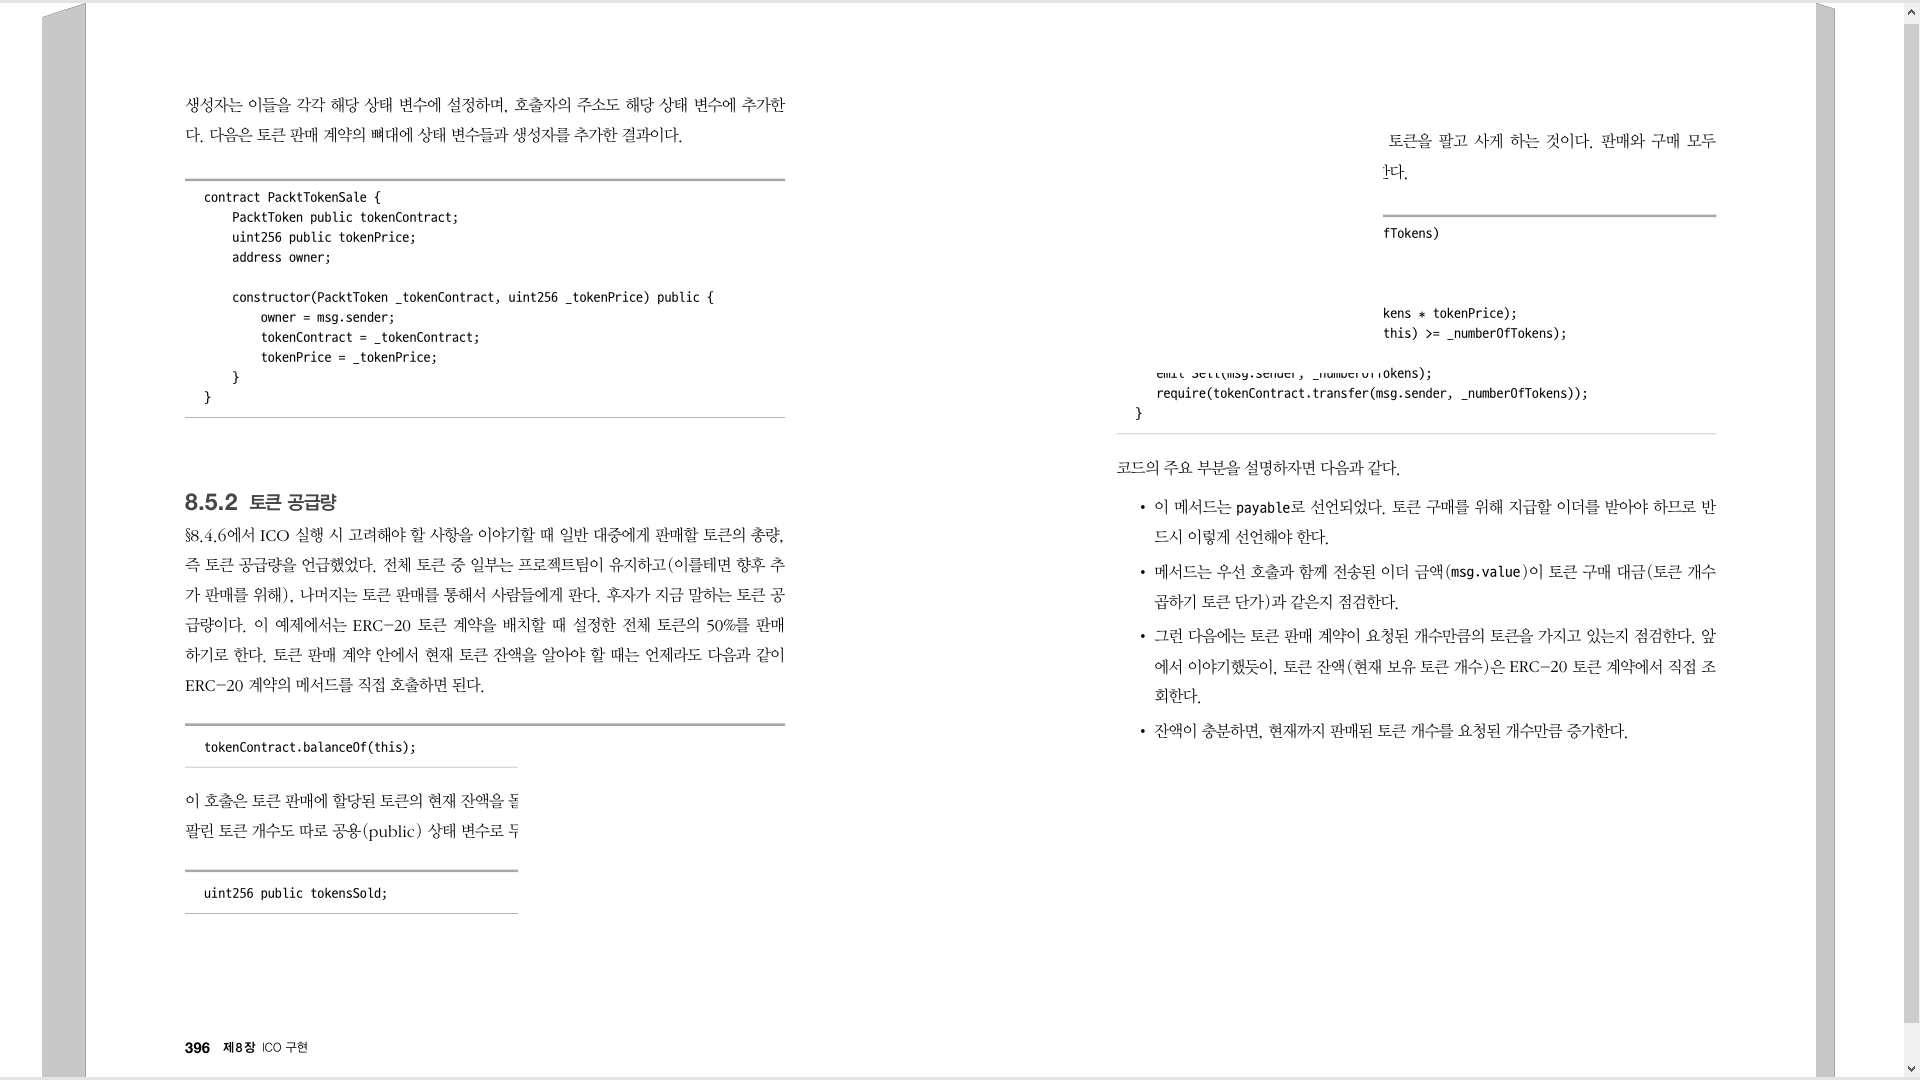 생성자는 이들을 각각 해당 상태 변수에 설정하며, 호출자의 주소도 해당 상태 변수에 추가한
다. 다음은 토큰 판매 계약의 뼈대에 상태 변수들과 생성자를 추가한 결과이다.
contract PacktTokenSale {
    PacktToken public tokenContract;
    uint256 public tokenPrice;
    address owner;
    constructor(PacktToken _tokenContract, uint256 _tokenPrice) public {
        owner = msg.sender;
        tokenContract = _tokenContract;
        tokenPrice = _tokenPrice;
    }
}
8.5.2 토큰 공급량
§8.4.6에서 ICO 실행 시 고려해야 할 사항을 이야기할 때 일반 대중에게 판매할 토큰의 총량,
즉 토큰 공급량을 언급했었다. 전체 토큰 중 일부는 프로젝트팀이 유지하고(이를테면 향후 추
가 판매를 위해), 나머지는 토큰 판매를 통해서 사람들에게 판다. 후자가 지금 말하는 토큰 공
급량이다. 이 예제에서는 ERC-20 토큰 계약을 배치할 때 설정한 전체 토큰의 50%를 판매
하기로 한다. 토큰 판매 계약 안에서 현재 토큰 잔액을 알아야 할 때는 언제라도 다음과 같이
ERC-20 계약의 메서드를 직접 호출하면 된다.
tokenContract.balanceOf(this);
이 호출은 토큰 판매에 할당된 토큰의 현재 잔액을
팔린 토큰 개수도 따로 공용(public) 상태 변수로
uint256 public tokensSold;
396 제8장 ICO 구현
토큰을 팔고 사게 하는 것이다. 판매와 구매 모두
다.
fTokens)
kens * tokenPrice);
this) >= _numberOfTokens);
emit Sell(msg.sender, _numberOfTokens);
require(tokenContract.transfer(msg.sender, _numberOfTokens));
}
코드의 주요 부분을 설명하자면 다음과 같다.
• 이 메서드는 payable로 선언되었다. 토큰 구매를 위해 지급할 이더를 받아야 하므로 반
드시 이렇게 선언해야 한다.
• 메서드는 우선 호출과 함께 전송된 이더 금액(msg.value)이 토큰 구매 대금(토큰 개수
곱하기 토큰 단가)과 같은지 점검한다.
• 그런 다음에는 토큰 판매 계약이 요청된 개수만큼의 토큰을 가지고 있는지 점검한다. 앞
에서 이야기했듯이, 토큰 잔액(현재 보유 토큰 개수)은 ERC-20 토큰 계약에서 직접 조
회한다.
• 잔액이 충분하면, 현재까지 판매된 토큰 개수를 요청된 개수만큼 증가한다.